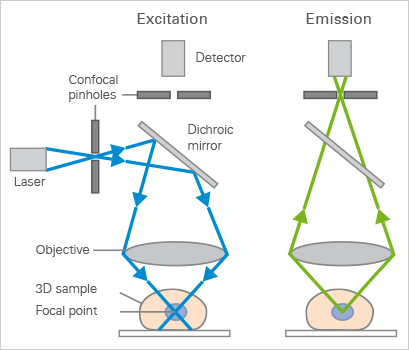 Excitation
Emission
Detector
Confocal
pinholes
Dichroic
mirror
Laser
Objective
3D sample
Focal point